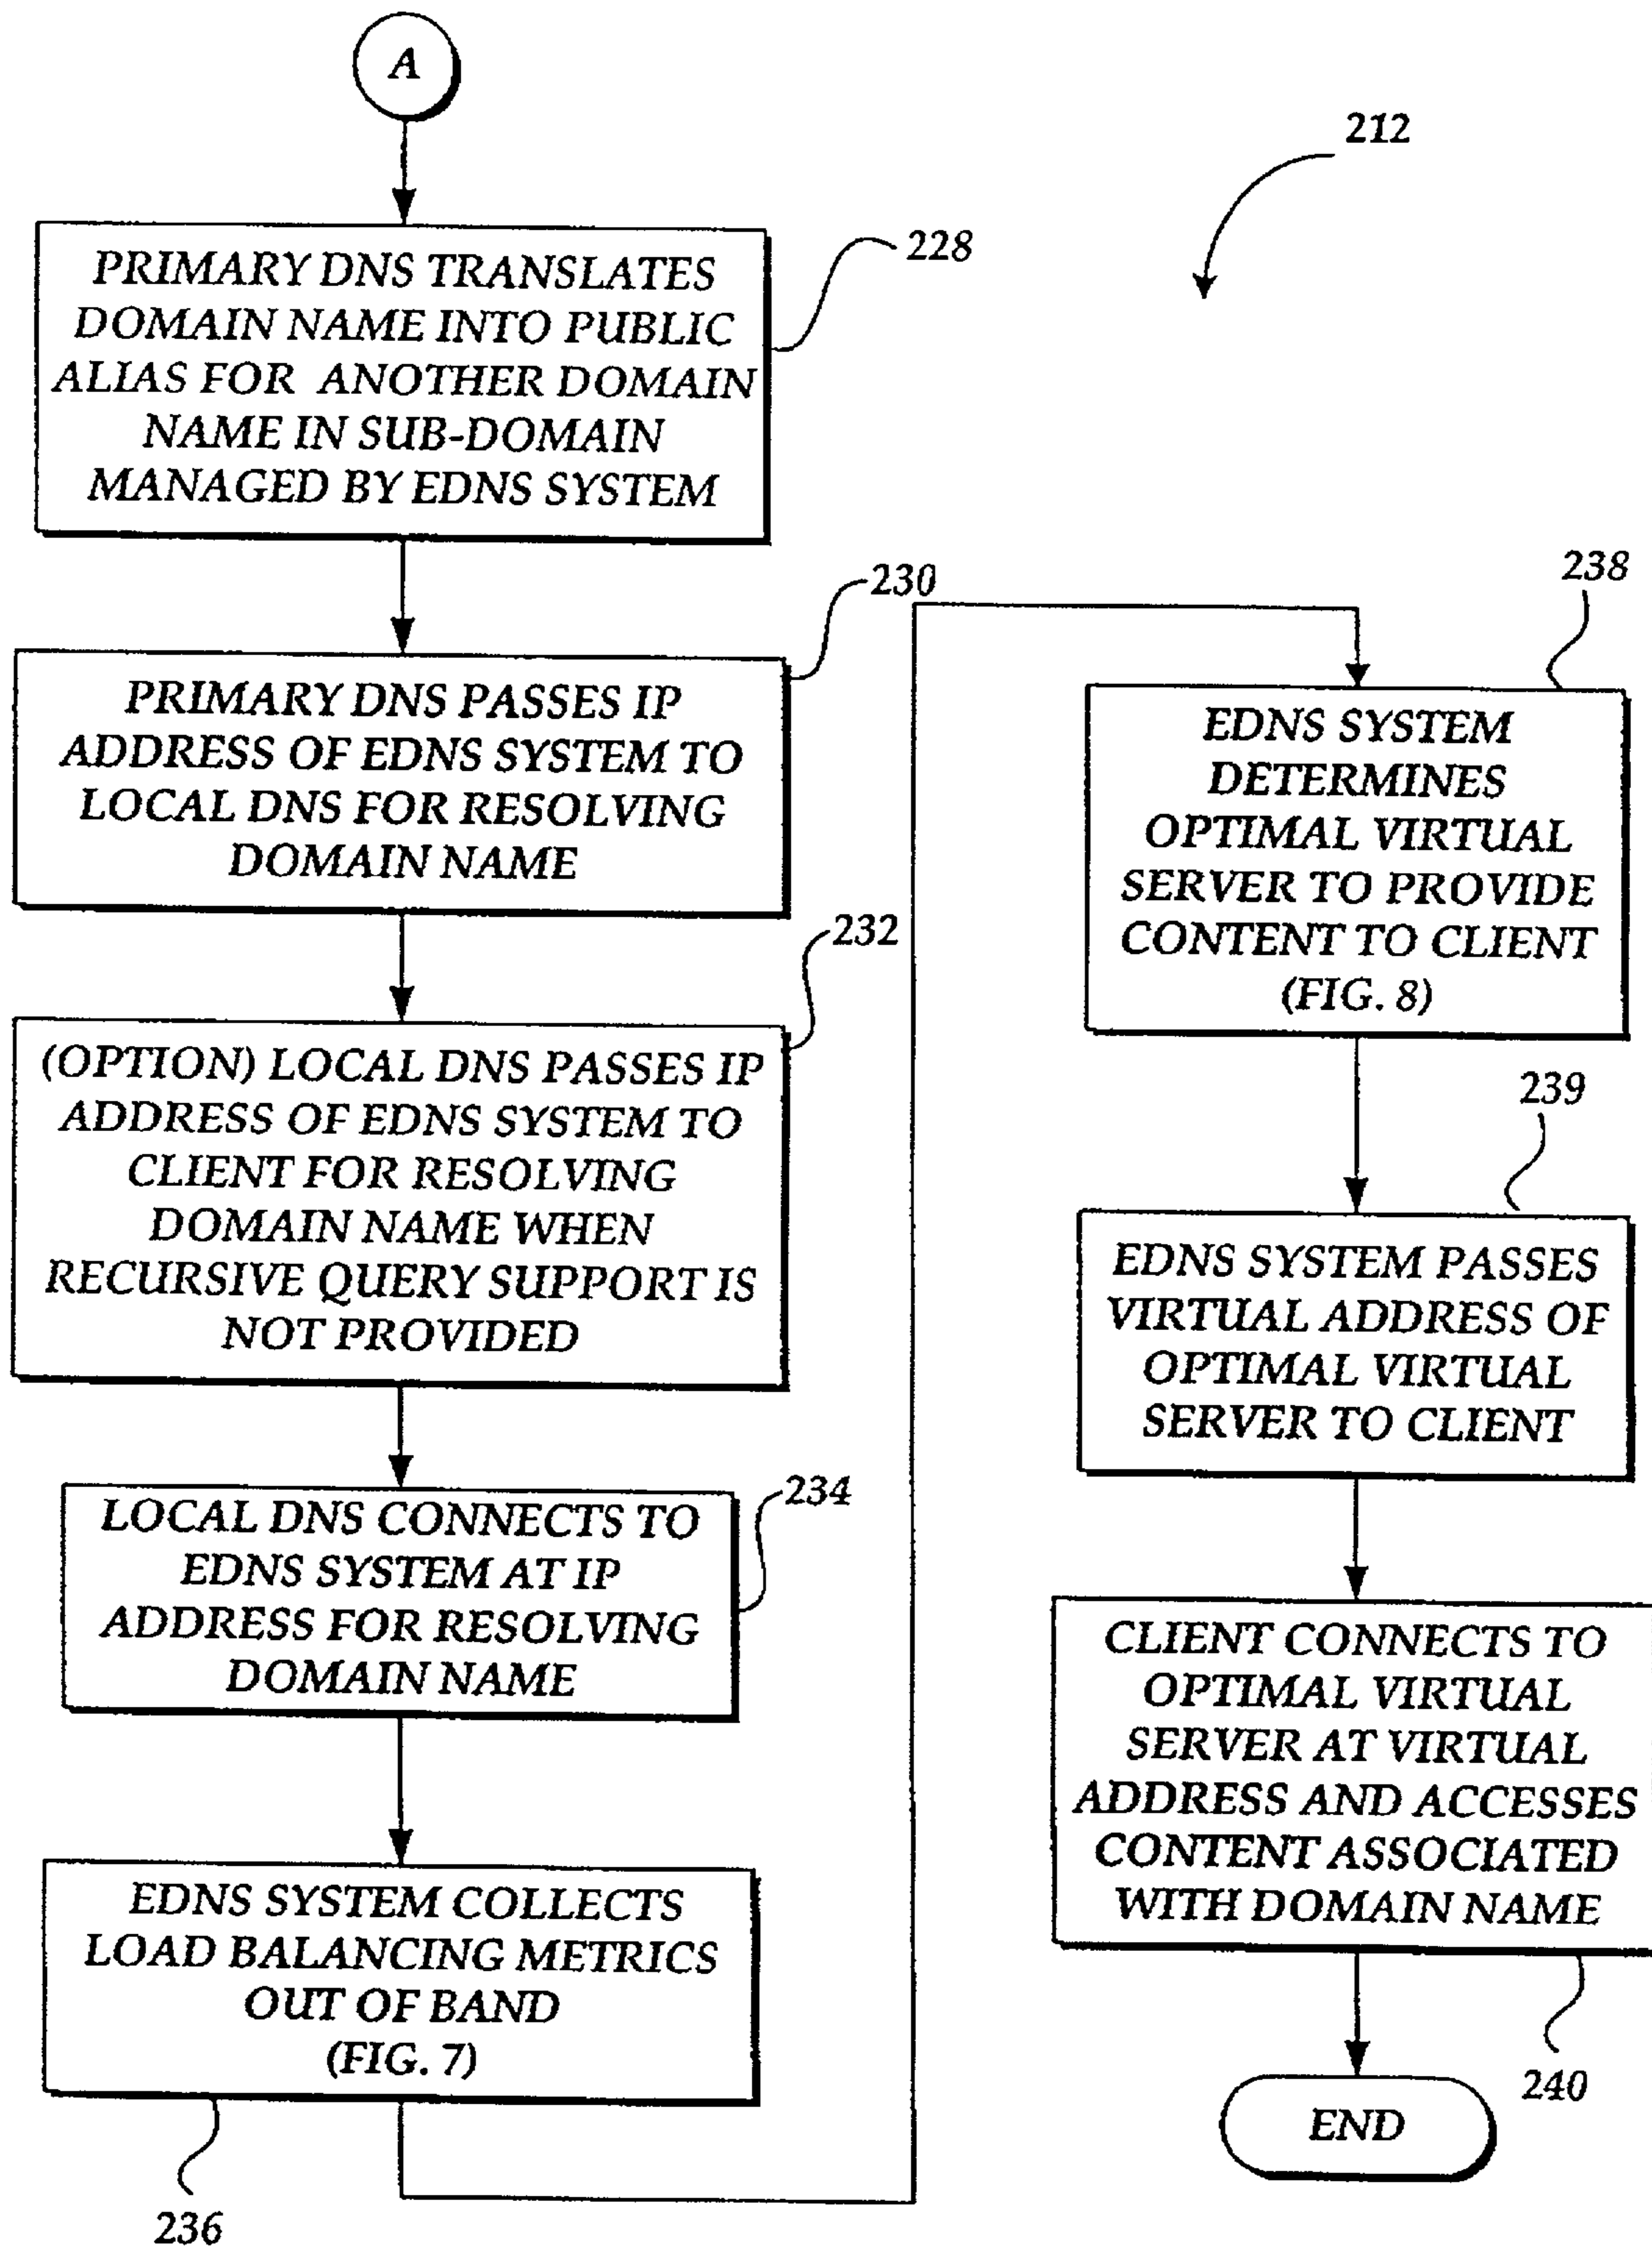 A
212
PRIMARY DNS TRANSLATES
DOMAIN NAME INTO PUBLIC
ALIAS FOR ANOTHER DOMAIN
NAME IN SUB-DOMAIN
MANAGED BY EDNS SYSTEM
228
PRIMARY DNS PASSES IP
ADDRESS OF EDNS SYSTEM TO
LOCAL DNS FOR RESOLVING
DOMAIN NAME
230
(OPTION) LOCAL DNS PASSES IP
ADDRESS OF EDNS SYSTEM TO
CLIENT FOR RESOLVING
DOMAIN NAME WHEN
RECURSIVE QUERY SUPPORT IS
NOT PROVIDED
232
LOCAL DNS CONNECTS TO
EDNS SYSTEM AT IP
ADDRESS FOR RESOLVING
DOMAIN NAME
234
EDNS SYSTEM COLLECTS
LOAD BALANCING METRICS
OUT OF BAND
(FIG. 7)
236
238
EDNS SYSTEM
DETERMINES
OPTIMAL VIRTUAL
SERVER TO PROVIDE
CONTENT TO CLIENT
(FIG. 8)
239
EDNS SYSTEM PASSES
VIRTUAL ADDRESS OF
OPTIMAL VIRTUAL
SERVER TO CLIENT
CLIENT CONNECTS TO
OPTIMAL VIRTUAL
SERVER AT VIRTUAL
ADDRESS AND ACCESSES
CONTENT ASSOCIATED
WITH DOMAIN NAME
240
END